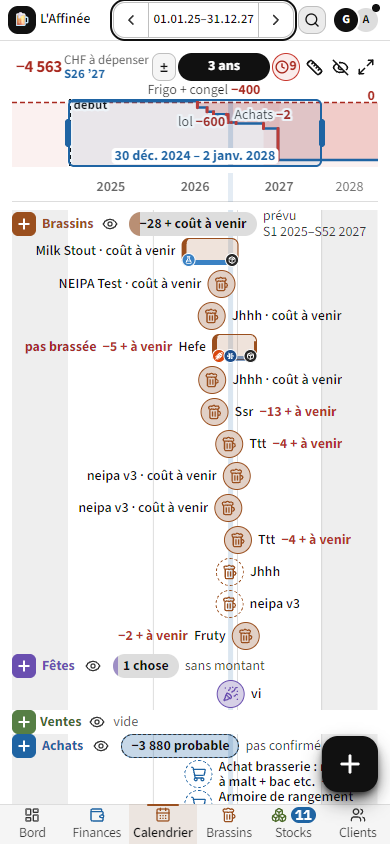 L'Affinée
01.01.25–31.12.27
G
A
−4 563 CHF à dépenser
S26 ’27
±
3 ans
9
Frigo + congel −400
0
début
lol −600
Achats −2
30 déc. 2024 – 2 janv. 2028
2025 2026 2027 2028
Brassins
−28 + coût à venir
prévu
S1 2025–S52 2027
Milk Stout · coût à venir
NEIPA Test · coût à venir
Jhhh · coût à venir
pas brassée −5 + à venir Hefe
Jhhh · coût à venir
Ssr −13 + à venir
Ttt −4 + à venir
neipa v3 · coût à venir
neipa v3 · coût à venir
Ttt −4 + à venir
Jhhh
neipa v3
−2 + à venir Fruty
Fêtes
1 chose
sans montant
vi
Ventes
vide
Achats
−3 880 probable
pas confirmé
Achat brasserie :
à malt + bac etc.
Armoire de rangement
Bord
Finances
Calendrier
Brassins
Stocks
11
Clients